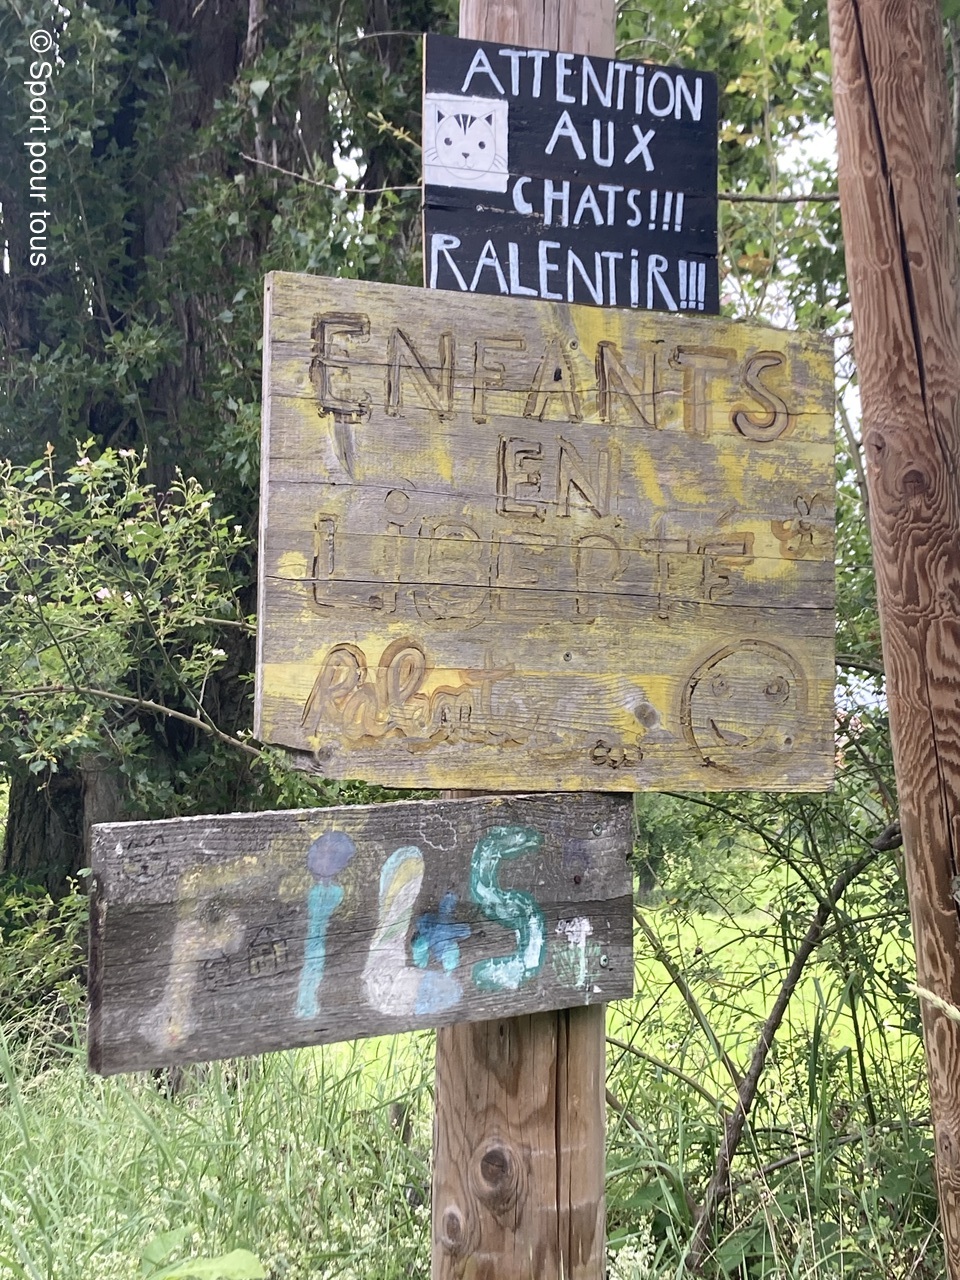 © Sport pour tous
ATTENTiON
AUX
CHATS!!!
RALENTiR!!!
ENFANTS
EN
LiBERTÉ
FiLS